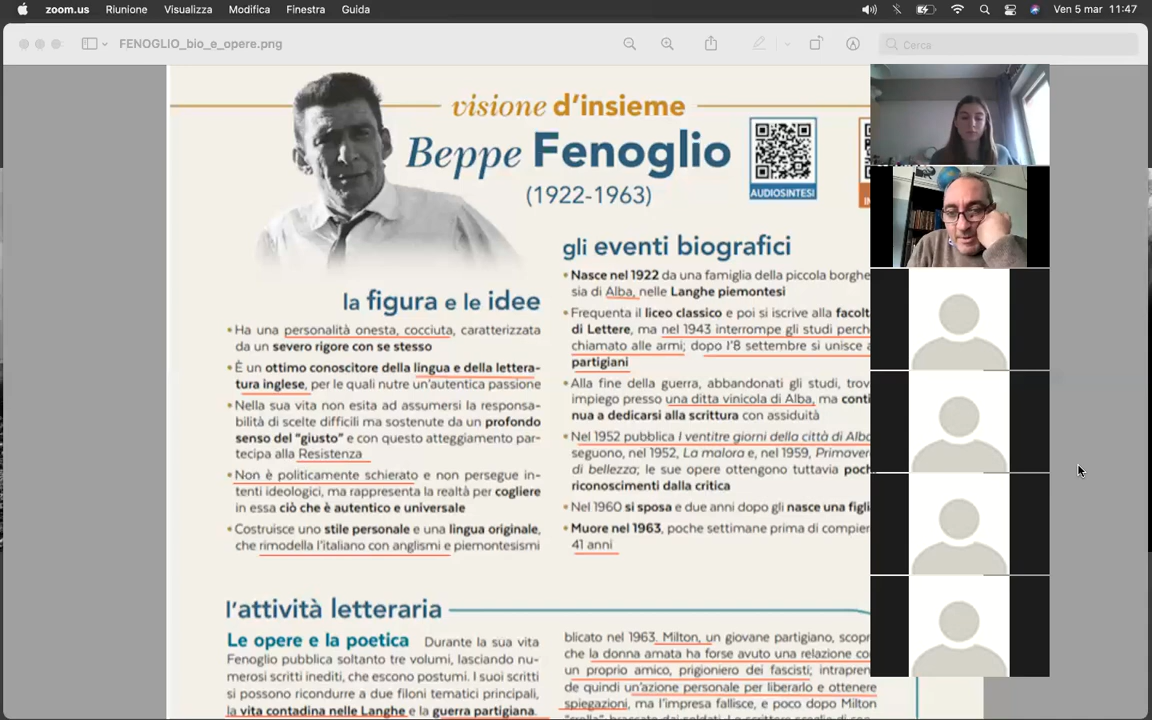 zoom.us Riunione Visualizza Modifica Finestra Guida Ven 5 mar 11:47
FENOGLIO_bio_e_opere.png Cerca
visione d'insieme
Beppe Fenoglio
(1922-1963)
AUDIOSINTESI
la figura e le idee
• Ha una personalità onesta, cocciuta, caratterizzata
da un severo rigore con se stesso
• È un ottimo conoscitore della lingua e della lettera-
tura inglese, per le quali nutre un'autentica passione
• Nella sua vita non esita ad assumersi la responsa-
bilità di scelte difficili ma sostenute da un profondo
senso del "giusto" e con questo atteggiamento par-
tecipa alla Resistenza
• Non è politicamente schierato e non persegue in-
tenti ideologici, ma rappresenta la realtà per cogliere
in essa ciò che è autentico e universale
• Costruisce uno stile personale e una lingua originale,
che rimodella l'italiano con anglismi e piemontesismi
gli eventi biografici
• Nasce nel 1922 da una famiglia della piccola borghe
sia di Alba, nelle Langhe piemontesi
• Frequenta il liceo classico e poi si iscrive alla facolt
di Lettere, ma nel 1943 interrompe gli studi perch
chiamato alle armi; dopo l'8 settembre si unisce a
partigiani
• Alla fine della guerra, abbandonati gli studi, trov
impiego presso una ditta vinicola di Alba, ma conti
nua a dedicarsi alla scrittura con assiduità
• Nel 1952 pubblica I ventitre giorni della città di Alba
seguono, nel 1952, La malora e, nel 1959, Primaver
di bellezza; le sue opere ottengono tuttavia poch
riconoscimenti dalla critica
• Nel 1960 si sposa e due anni dopo gli nasce una figli
• Muore nel 1963, poche settimane prima di compier
41 anni
l'attività letteraria
Le opere e la poetica Durante la sua vita
Fenoglio pubblica soltanto tre volumi, lasciando nu-
merosi scritti inediti, che escono postumi. I suoi scritti
si possono ricondurre a due filoni tematici principali,
la vita contadina nelle Langhe e la guerra partigiana.
blicato nel 1963. Milton, un giovane partigiano, scopr
che la donna amata ha forse avuto una relazione co
un proprio amico, prigioniero dei fascisti; intrapren
de quindi un'azione personale per liberarlo e ottenere
spiegazioni, ma l'impresa fallisce, e poco dopo Milton